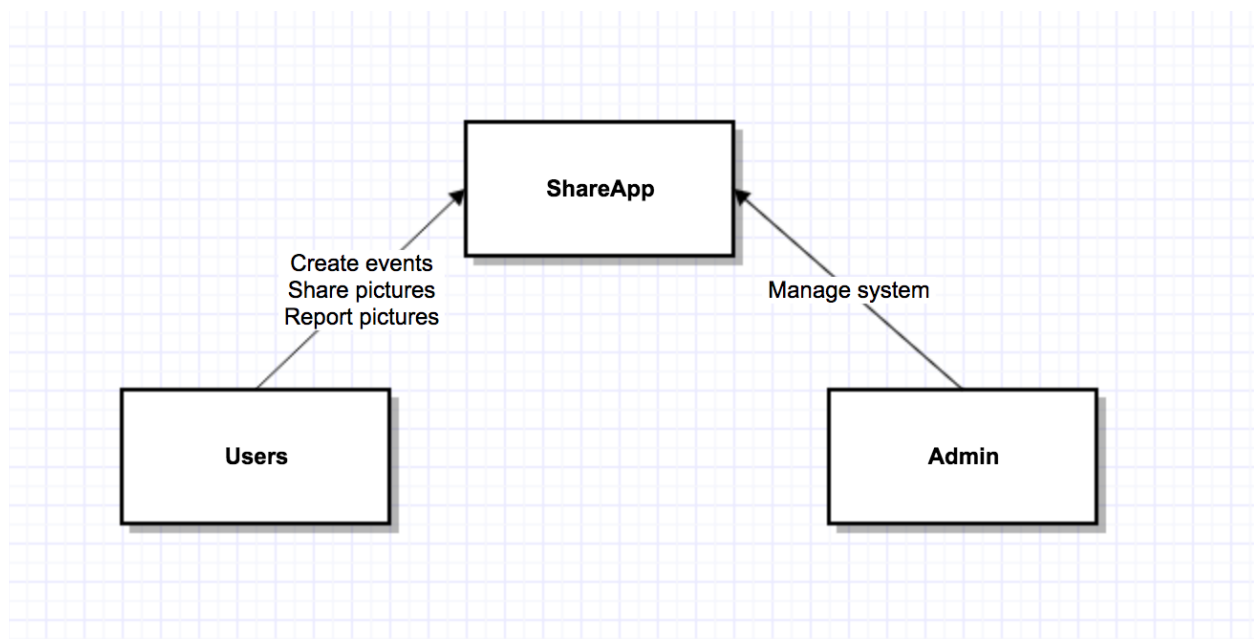 ShareApp
Create events
Share pictures
Report pictures
Manage system
Users
Admin